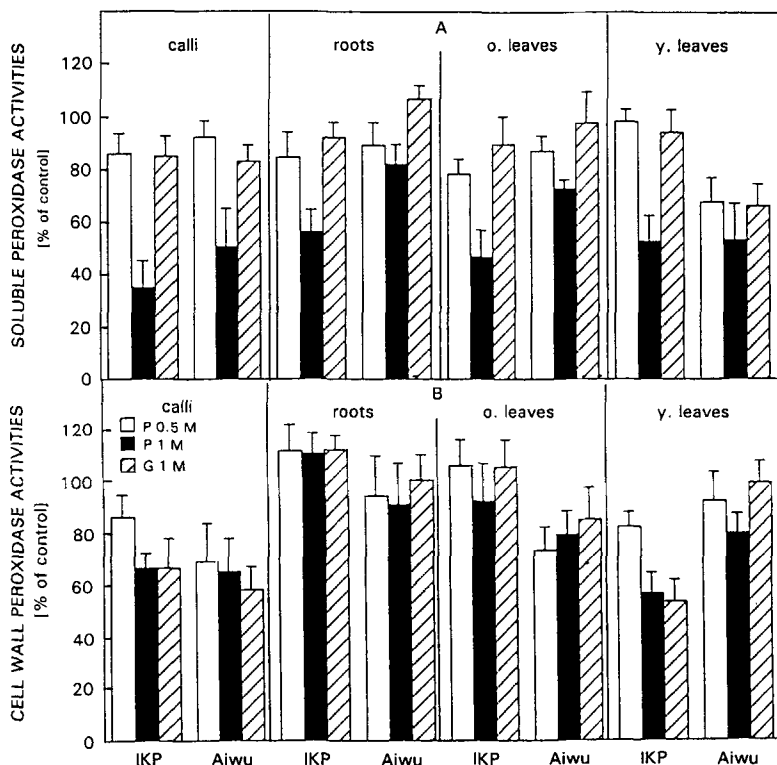 A
calli roots o. leaves y. leaves
SOLUBLE PEROXIDASE ACTIVITIES
[% of control]
120
100
80
60
40
20
0
B
calli roots o. leaves y. leaves
P 0.5 M
P 1 M
G 1 M
CELL WALL PEROXIDASE ACTIVITIES
[% of control]
120
100
80
60
40
20
0
IKP Aiwu IKP Aiwu IKP Aiwu IKP Aiwu